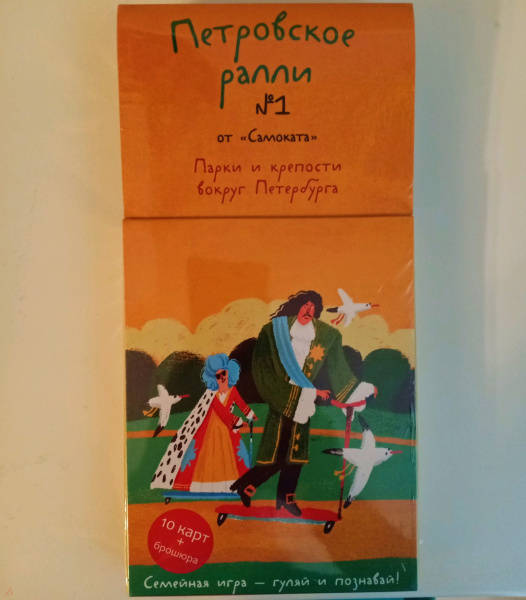 Петровское
ралли
№1
от «Самоката»
Парки и крепости
вокруг Петербурга
10 карт
+
брошюра
Семейная игра — гуляй и познавай!